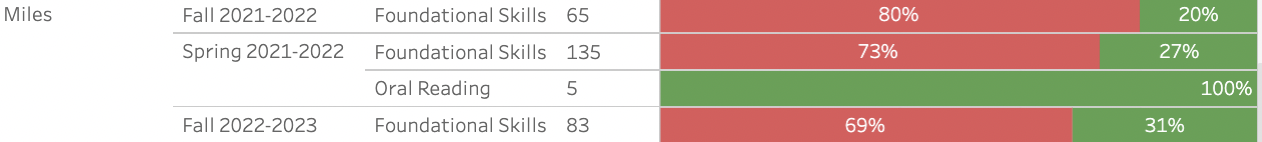 Miles Fall 2021-2022 Foundational Skills 65 80% 20%
Spring 2021-2022 Foundational Skills 135 73% 27%
Oral Reading 5 100%
Fall 2022-2023 Foundational Skills 83 69% 31%